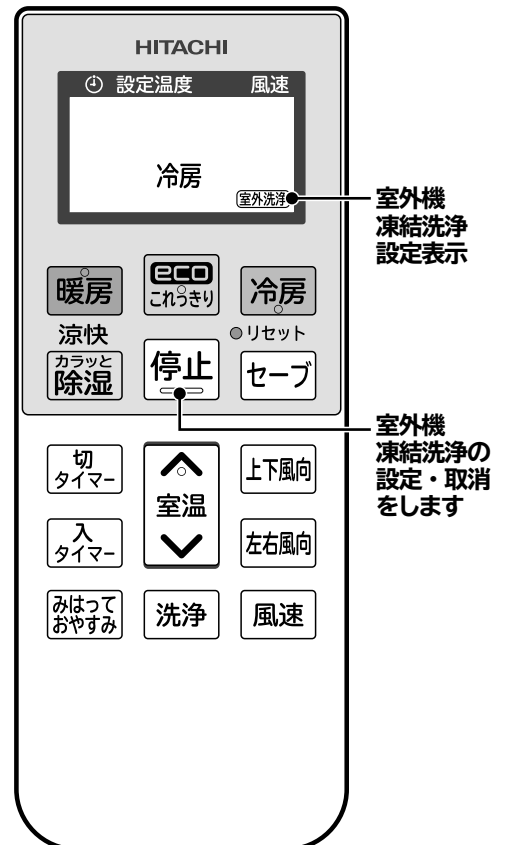 HITACHI
設定温度 風速
冷房
室外洗浄
室外機
凍結洗浄
設定表示
暖房
eco
これっきり
冷房
涼快
リセット
カラッと
除湿
停止
セーブ
室外機
凍結洗浄の
設定・取消
をします
切
タイマー
室温
上下風向
入
タイマー
左右風向
みはって
おやすみ
洗浄
風速